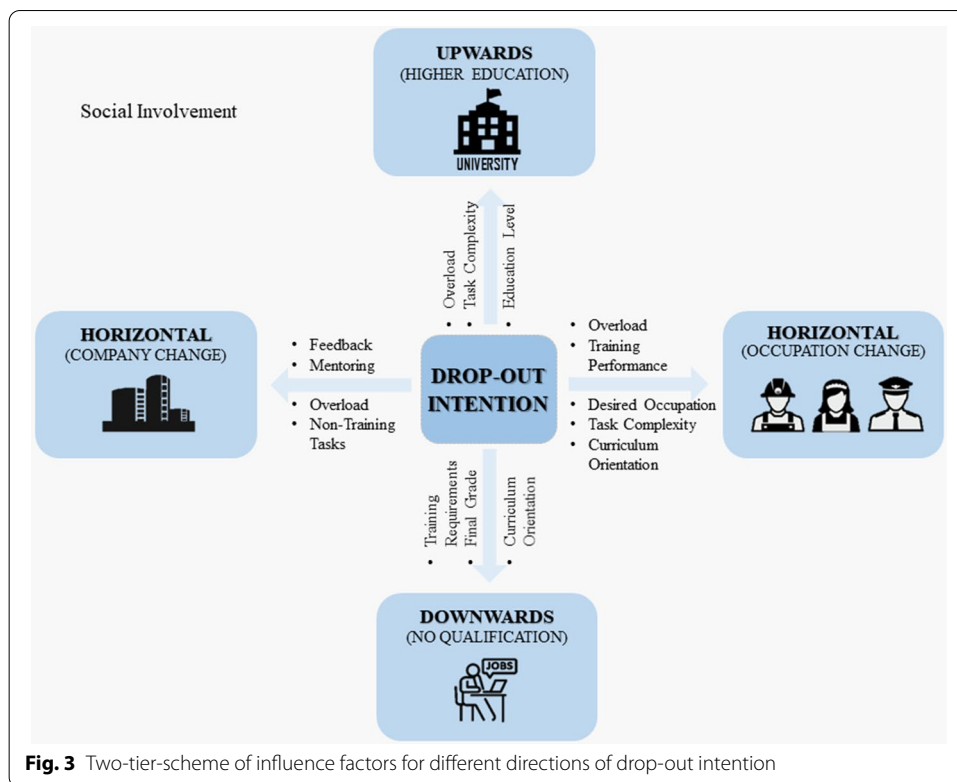 UPWARDS
(HIGHER EDUCATION)
UNIVERSITY
Social Involvement
• Overload
• Task Complexity
• Education Level
HORIZONTAL
(COMPANY CHANGE)
• Feedback
• Mentoring
• Overload
• Non-Training
Tasks
DROP-OUT
INTENTION
• Overload
• Training
Performance
• Desired Occupation
• Task Complexity
• Curriculum
Orientation
HORIZONTAL
(OCCUPATION CHANGE)
• Training
Requirements
• Final Grade
• Curriculum
Orientation
DOWNWARDS
(NO QUALIFICATION)
JOBS
Fig. 3 Two-tier-scheme of influence factors for different directions of drop-out intention